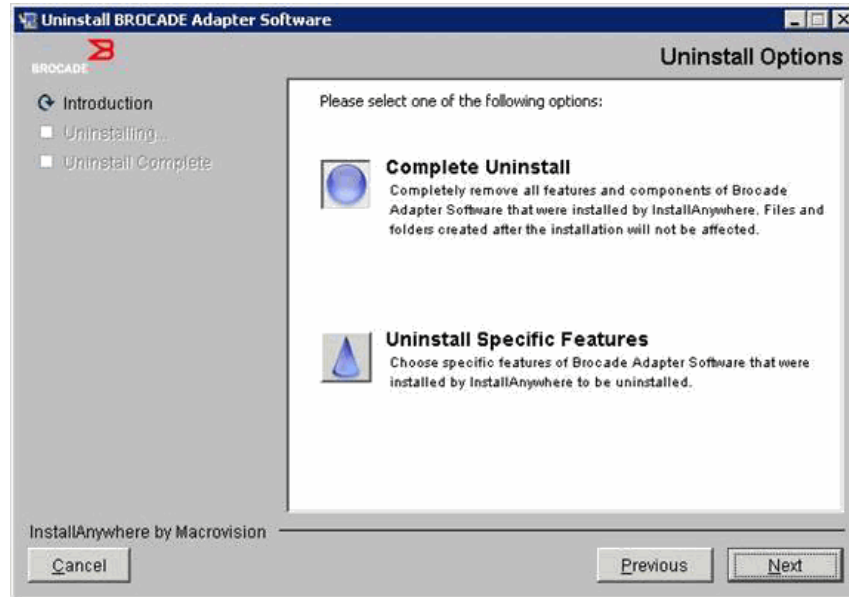 Uninstall BROCADE Adapter Software
BROCADE
Uninstall Options
Introduction
Uninstalling...
Uninstall Complete
Please select one of the following options:
Complete Uninstall
Completely remove all features and components of Brocade
Adapter Software that were installed by InstallAnywhere. Files and
folders created after the installation will not be affected.
Uninstall Specific Features
Choose specific features of Brocade Adapter Software that were
installed by InstallAnywhere to be uninstalled.
InstallAnywhere by Macrovision
Cancel
Previous
Next